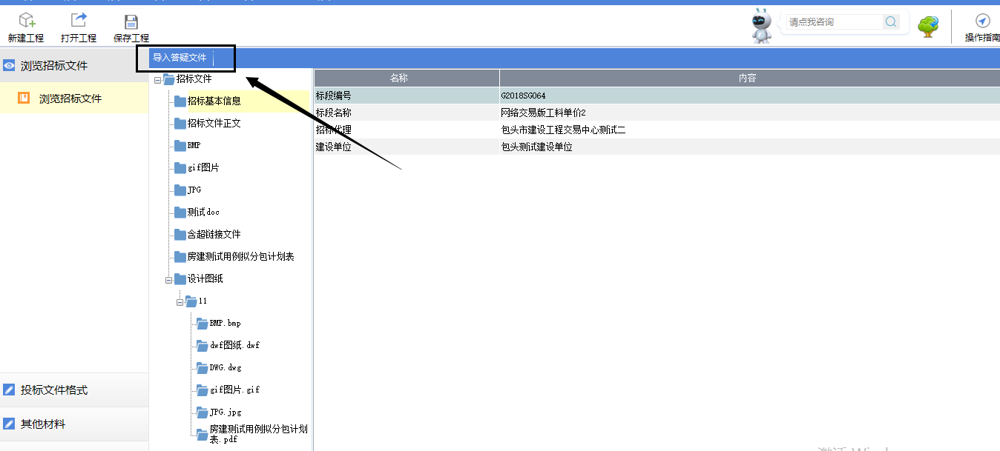 新建工程
打开工程
保存工程
请点我咨询
操作指南
浏览招标文件
浏览招标文件
投标文件格式
其他材料
导入答疑文件
招标文件
招标基本信息
招标文件正文
BMP
gif图片
JPG
测试doc
含超链接文件
房建测试用例拟分包计划表
设计图纸
11
BMP.bmp
dwf图纸.dwf
DWG.dwg
gif图片.gif
JPG.jpg
房建测试用例拟分包计划
表.pdf
名称 内容
标段编号 G2018SG064
标段名称 网络交易版工料单价2
招标代理 包头市建设工程交易中心测试二
建设单位 包头测试建设单位